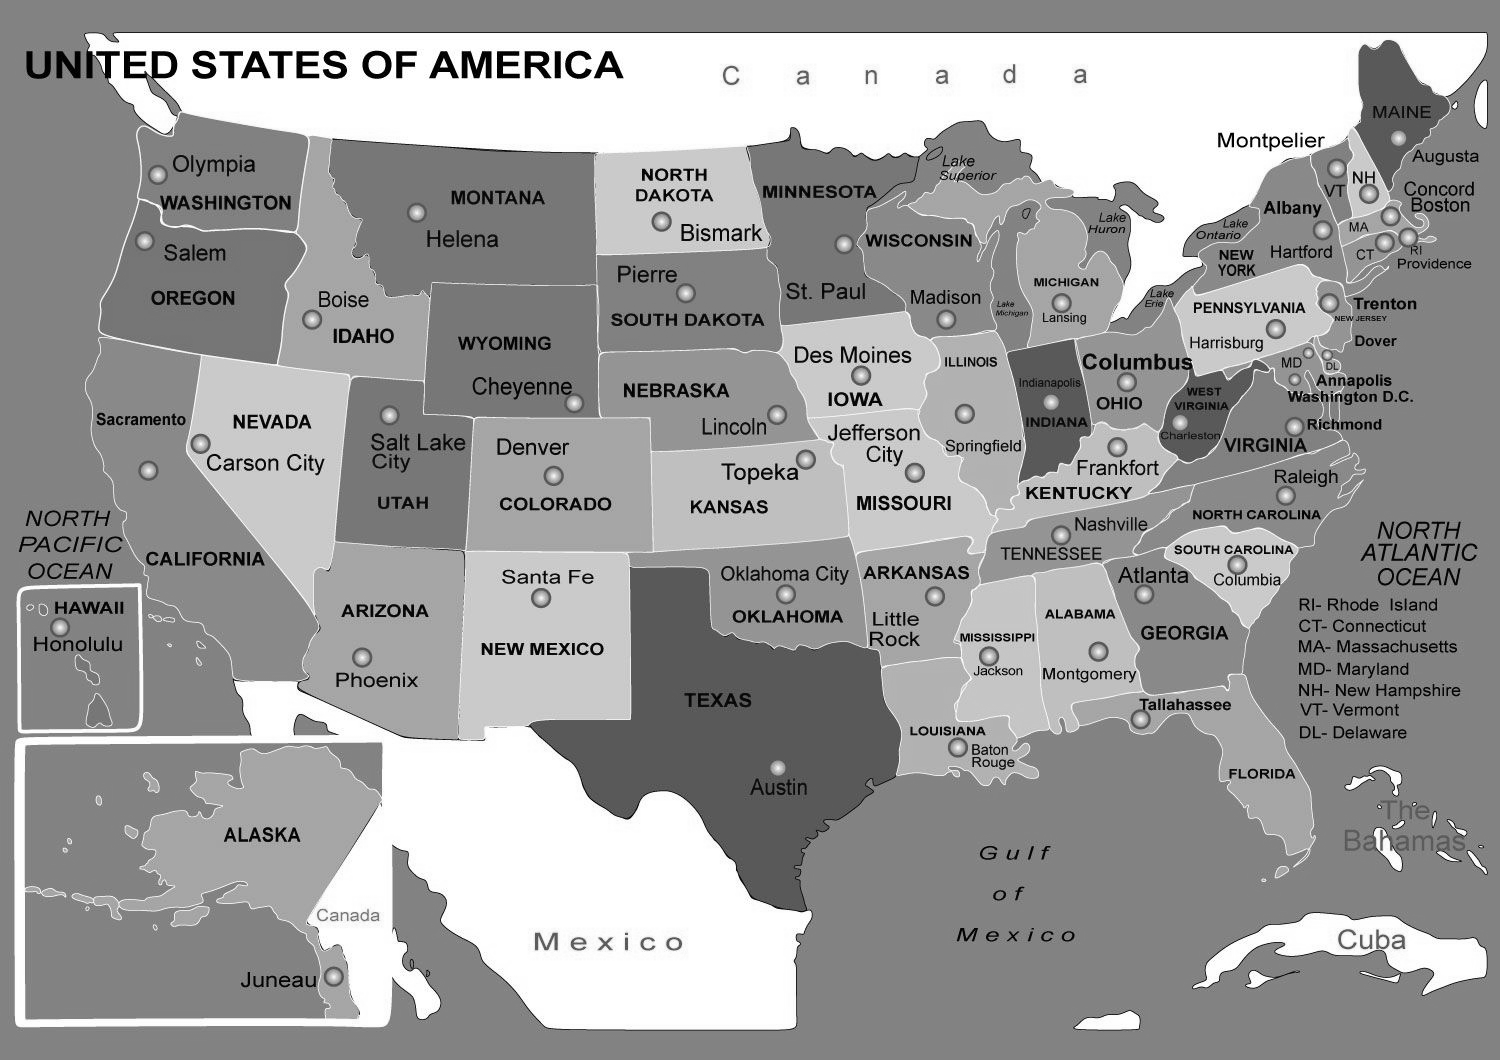 UNITED STATES OF AMERICA
Canada
MAINE
Montpelier
Augusta
Olympia
WASHINGTON
MONTANA
Helena
NORTH
DAKOTA
Bismark
MINNESOTA
St. Paul
Lake
Superior
Lake
Huron
Lake
Ontario
Lake
Erie
Lake
Michigan
VT
NH
Concord
Boston
Albany
MA
Hartford
CT
RI
Providence
NEW
YORK
Salem
OREGON
Boise
IDAHO
Pierre
SOUTH DAKOTA
WISCONSIN
Madison
MICHIGAN
Lansing
PENNSYLVANIA
Harrisburg
Trenton
NEW JERSEY
Dover
MD
DL
Annapolis
Washington D.C.
Richmond
WYOMING
Cheyenne
NEBRASKA
Lincoln
Des Moines
IOWA
ILLINOIS
Springfield
Indianapolis
INDIANA
Columbus
OHIO
WEST
VIRGINIA
Charleston
VIRGINIA
Sacramento
NEVADA
Carson City
Salt Lake
City
UTAH
Denver
COLORADO
Topeka
KANSAS
Jefferson
City
MISSOURI
Frankfort
KENTUCKY
Raleigh
NORTH CAROLINA
Nashville
TENNESSEE
NORTH
PACIFIC
OCEAN
CALIFORNIA
NORTH
ATLANTIC
OCEAN
SOUTH CAROLINA
Columbia
HAWAII
Honolulu
ARIZONA
Phoenix
Santa Fe
NEW MEXICO
Oklahoma City
OKLAHOMA
ARKANSAS
Little
Rock
MISSISSIPPI
Jackson
ALABAMA
Montgomery
Atlanta
GEORGIA
RI- Rhode Island
CT- Connecticut
MA- Massachusetts
MD- Maryland
NH- New Hampshire
VT- Vermont
DL- Delaware
TEXAS
Austin
LOUISIANA
Baton
Rouge
Tallahassee
FLORIDA
The
Bahamas
ALASKA
Canada
Juneau
Mexico
Gulf
of
Mexico
Cuba